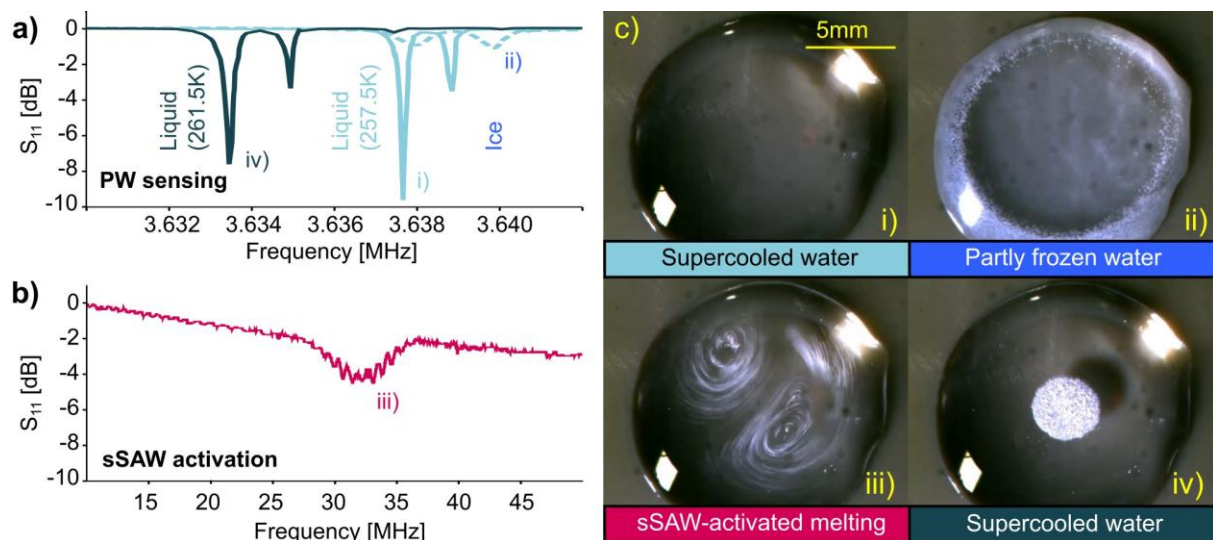 a)
0
-2
-4
-6
-8
-10
S11 [dB]
Liquid
(261.5K)
Liquid
(257.5K)
ii)
Ice
iv)
i)
PW sensing
3.632 3.634 3.636 3.638 3.640
Frequency [MHz]
b)
0
-2
-4
-6
-8
-10
S11 [dB]
iii)
sSAW activation
15 20 25 30 35 40 45
Frequency [MHz]
c)
5mm
i)
ii)
Supercooled water
Partly frozen water
iii)
iv)
sSAW-activated melting
Supercooled water